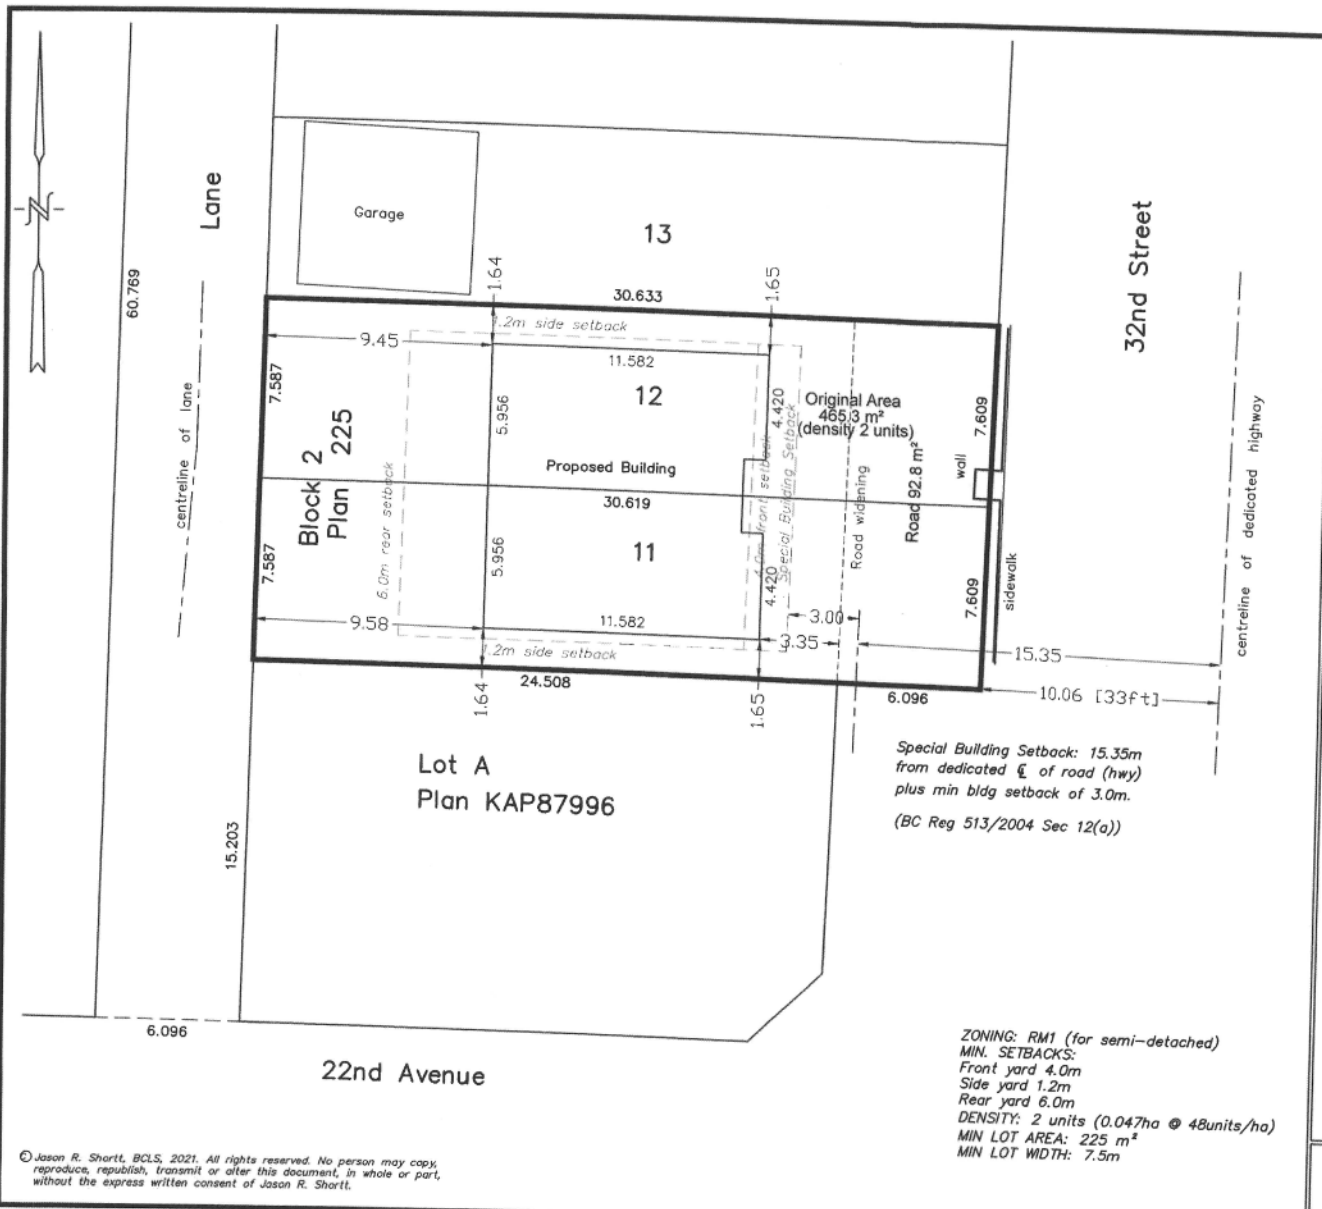 N
60.769
Lane
centreline of lane
Garage
13
1.64
1.65
30.633
1.2m side setback
9.45
11.582
7.587
12
5.956
4.420
Block 2
Plan 225
6.0m rear setback
Proposed Building
30.619
7.587
11
5.956
4.420
4.0m front setback
Special Building Setback
Original Area
465.3 m²
(density 2 units)
Road widening
Road 92.8 m²
wall
7.609
7.609
sidewalk
32nd Street
centreline of dedicated highway
9.58
11.582
1.2m side setback
3.00
3.35
15.35
10.06 [33ft]
1.64
24.508
1.65
6.096
Lot A
Plan KAP87996
15.203
Special Building Setback: 15.35m
from dedicated ℄ of road (hwy)
plus min bldg setback of 3.0m.
(BC Reg 513/2004 Sec 12(a))
6.096
22nd Avenue
ZONING: RM1 (for semi-detached)
MIN. SETBACKS:
Front yard 4.0m
Side yard 1.2m
Rear yard 6.0m
DENSITY: 2 units (0.047ha @ 48units/ha)
MIN LOT AREA: 225 m²
MIN LOT WIDTH: 7.5m
© Jason R. Shortt, BCLS, 2021. All rights reserved. No person may copy,
reproduce, republish, transmit or alter this document, in whole or part,
without the express written consent of Jason R. Shortt.